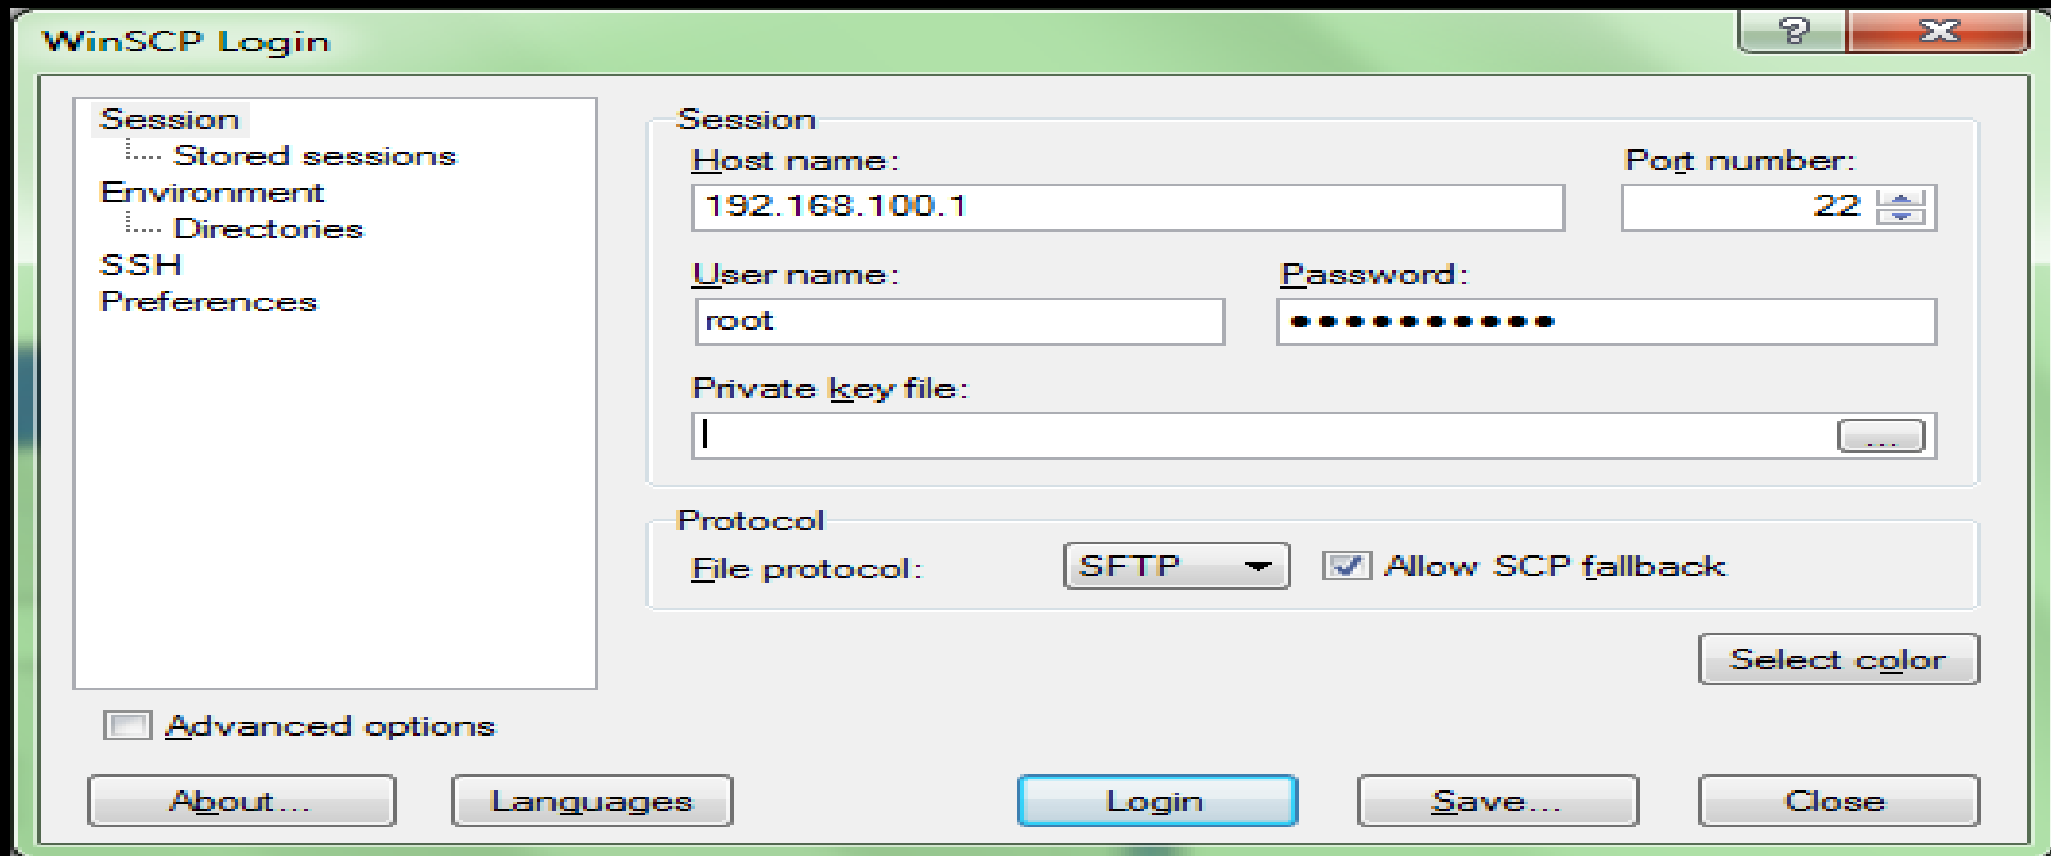 WinSCP Login
Session
Stored sessions
Environment
Directories
SSH
Preferences
Advanced options
Session
Host name:
Port number:
192.168.100.1
22
User name:
Password:
root
●●●●●●●●●●
Private key file:
...
Protocol
File protocol:
SFTP
Allow SCP fallback
Select color
About...
Languages
Login
Save...
Close